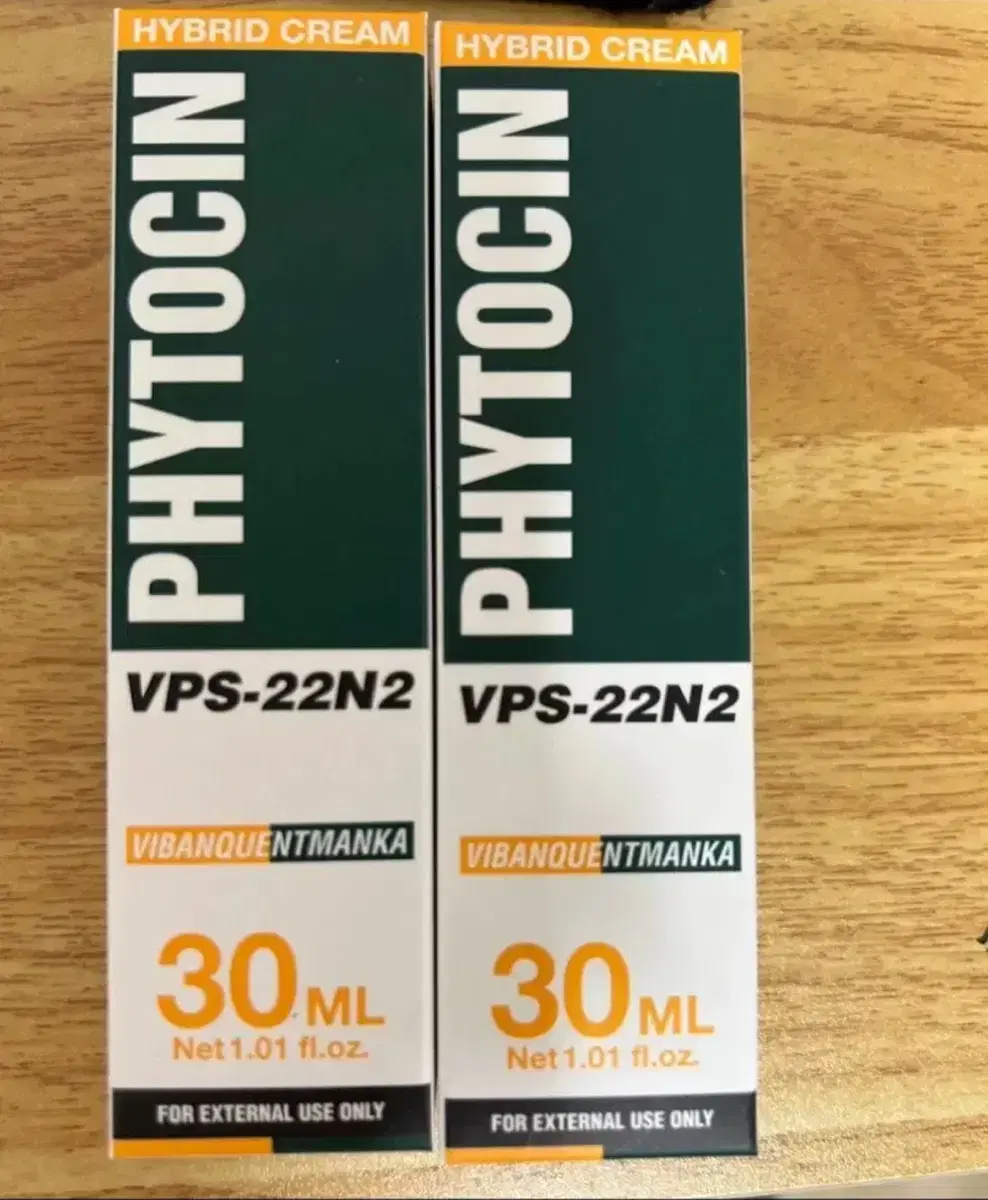 HYBRID CREAM
PHYTOCIN
VPS-22N2
VIBANQUENTMANKA
30 ML
Net 1.01 fl.oz.
FOR EXTERNAL USE ONLY
HYBRID CREAM
PHYTOCIN
VPS-22N2
VIBANQUENTMANKA
30 ML
Net 1.01 fl.oz.
FOR EXTERNAL USE ONLY